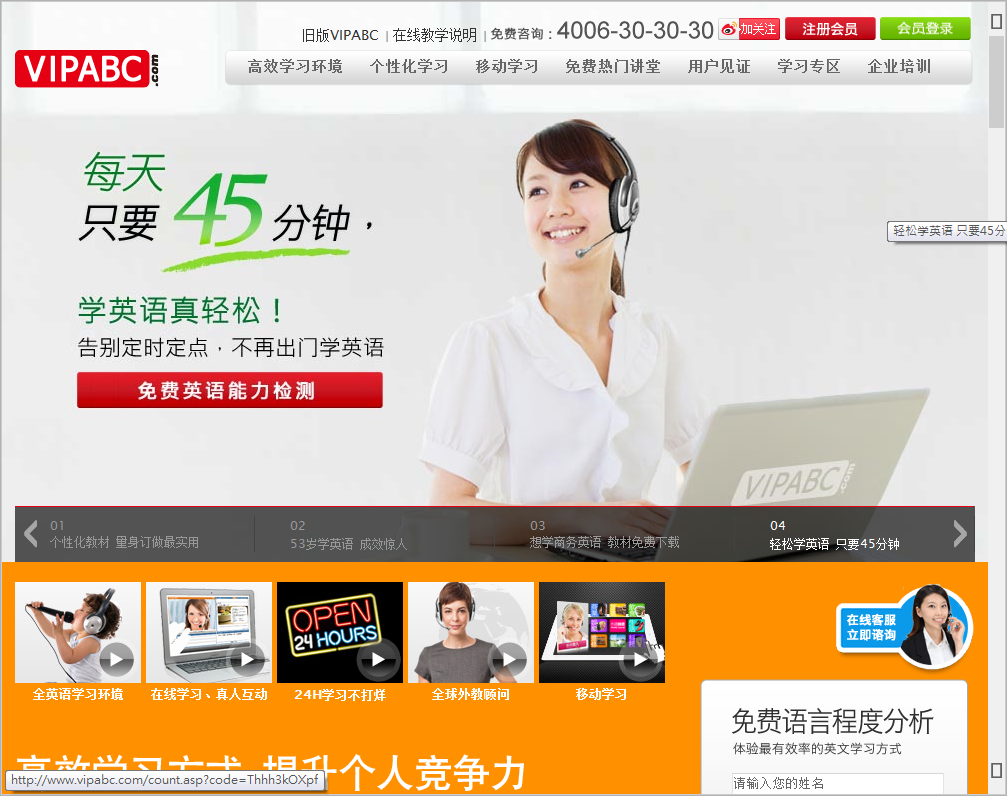 旧版VIPABC | 在线教学说明 | 免费咨询：4006-30-30-30 加关注 注册会员 会员登录
VIPABC.com
高效学习环境 个性化学习 移动学习 免费热门讲堂 用户见证 学习专区 企业培训
每天
只要45分钟，
轻松学英语 只要45分
学英语真轻松！
告别定时定点，不再出门学英语
免费英语能力检测
VIPABC.com
01 02 03 04
个性化教材 量身订做最实用 53岁学英语 成效惊人 想学商务英语 教材免费下载 轻松学英语 只要45分钟
OPEN
24 HOURS
在线客服
立即谘询
全英语学习环境 在线学习、真人互动 24H学习不打烊 全球外教顾问 移动学习
免费语言程度分析
体验最有效率的英文学习方式
高效学习方式 提升个人竞争力
http://www.vipabc.com/count.asp?code=Thhh3kOXpf
请输入您的姓名